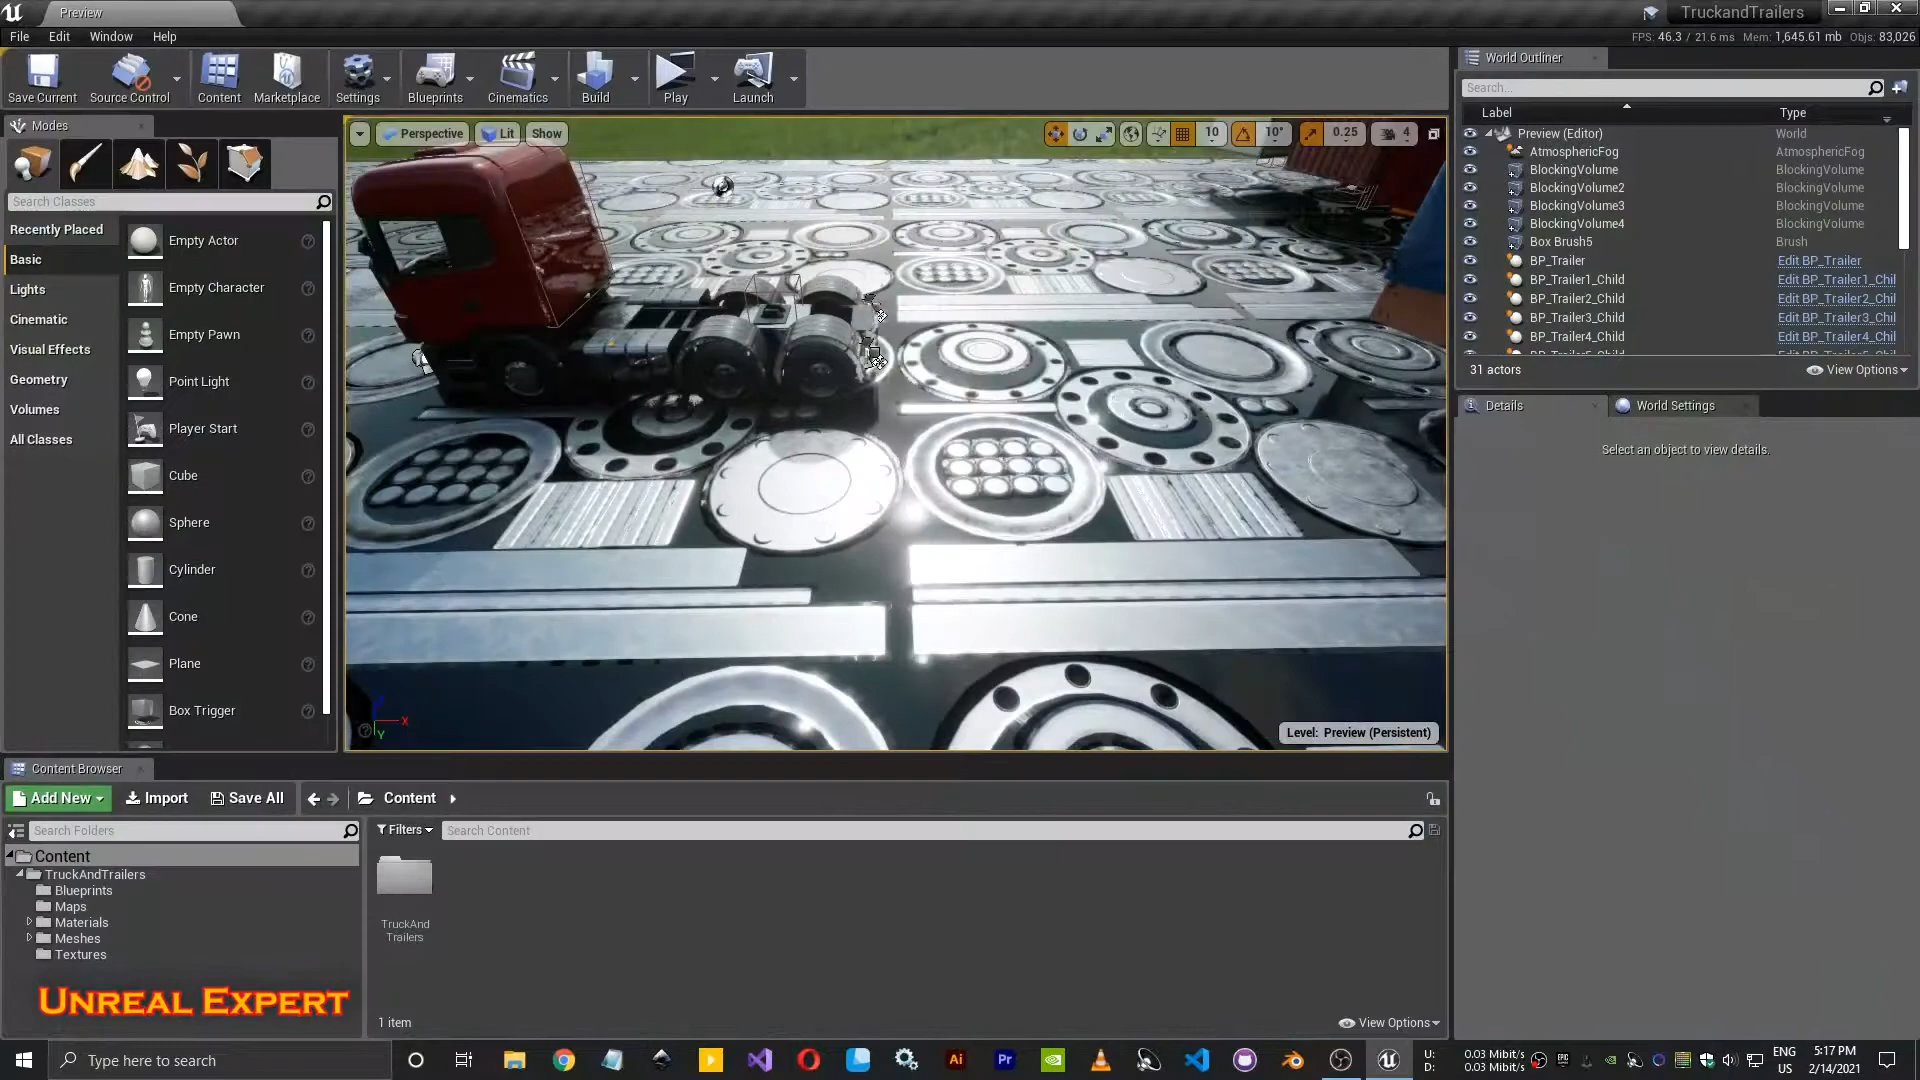 Preview
TruckandTrailers
File Edit Window Help
FPS: 46.3 / 21.6 ms Mem: 1,645.61 mb Objs: 83,026
Save Current Source Control Content Marketplace Settings Blueprints Cinematics Build Play Launch
World Outliner
Search...
Label Type
Preview (Editor) World
AtmosphericFog AtmosphericFog
BlockingVolume BlockingVolume
BlockingVolume2 BlockingVolume
BlockingVolume3 BlockingVolume
BlockingVolume4 BlockingVolume
Box Brush5 Brush
BP_Trailer Edit BP_Trailer
BP_Trailer1_Child Edit BP_Trailer1_Chil
BP_Trailer2_Child Edit BP_Trailer2_Chil
BP_Trailer3_Child Edit BP_Trailer3_Chil
BP_Trailer4_Child Edit BP_Trailer4_Chil
31 actors View Options
Details World Settings
Select an object to view details.
Modes
Search Classes
Recently Placed
Basic
Lights
Cinematic
Visual Effects
Geometry
Volumes
All Classes
Empty Actor
Empty Character
Empty Pawn
Point Light
Player Start
Cube
Sphere
Cylinder
Cone
Plane
Box Trigger
Perspective Lit Show 10 10° 0.25 4
X
Y
Level: Preview (Persistent)
Content Browser
Add New Import Save All Content
Search Folders
Filters Search Content
Content
TruckAndTrailers
Blueprints
Maps
Materials
Meshes
Textures
TruckAnd
Trailers
UNREAL EXPERT
1 item View Options
Type here to search
Ai Pr
U: 0.03 Mibit/s
D: 0.03 Mibit/s
ENG
US
5:17 PM
2/14/2021